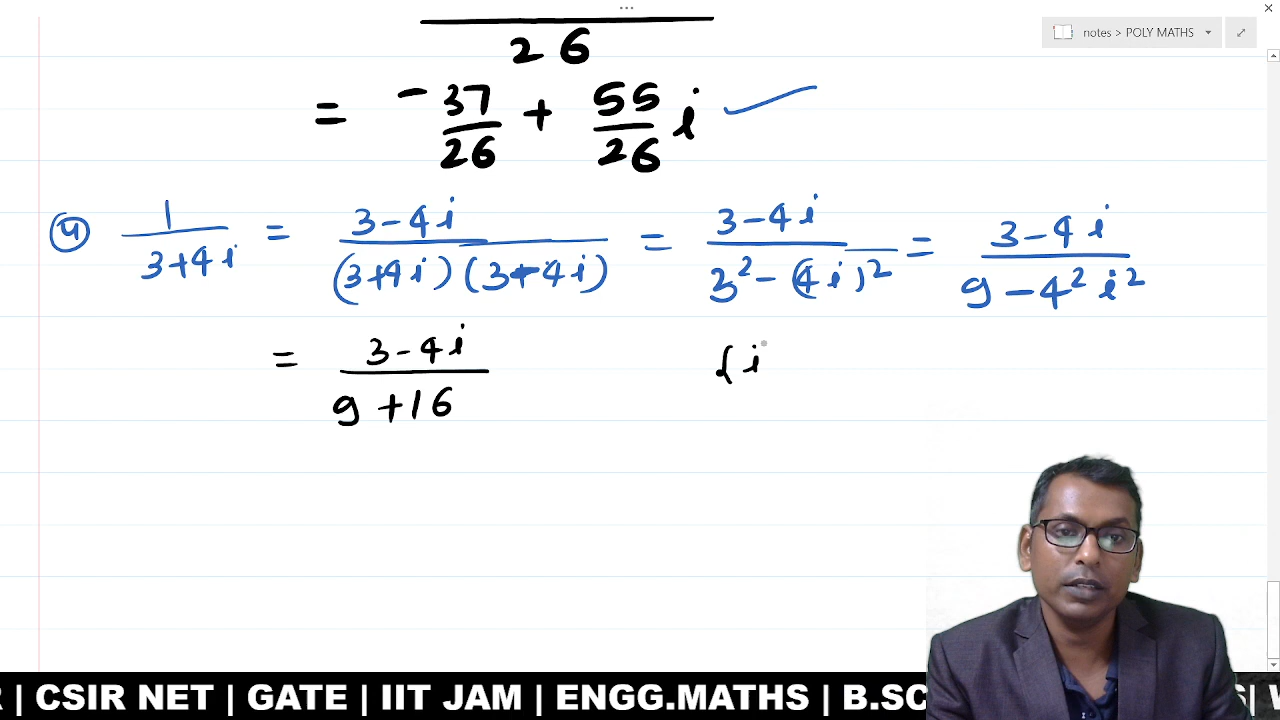 notes > POLY MATHS
26
= -37/26 + 55/26 i
4 1/(3+4i) = (3-4i)/((3+4i)(3-4i)) = (3-4i)/(3²-(4i)²) = (3-4i)/(9-4²i²)
= (3-4i)/(9+16) {i
| CSIR NET | GATE | IIT JAM | ENGG.MATHS | B.SC